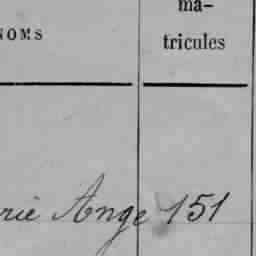 NOMS
ma-
tricules
rie Ange 151